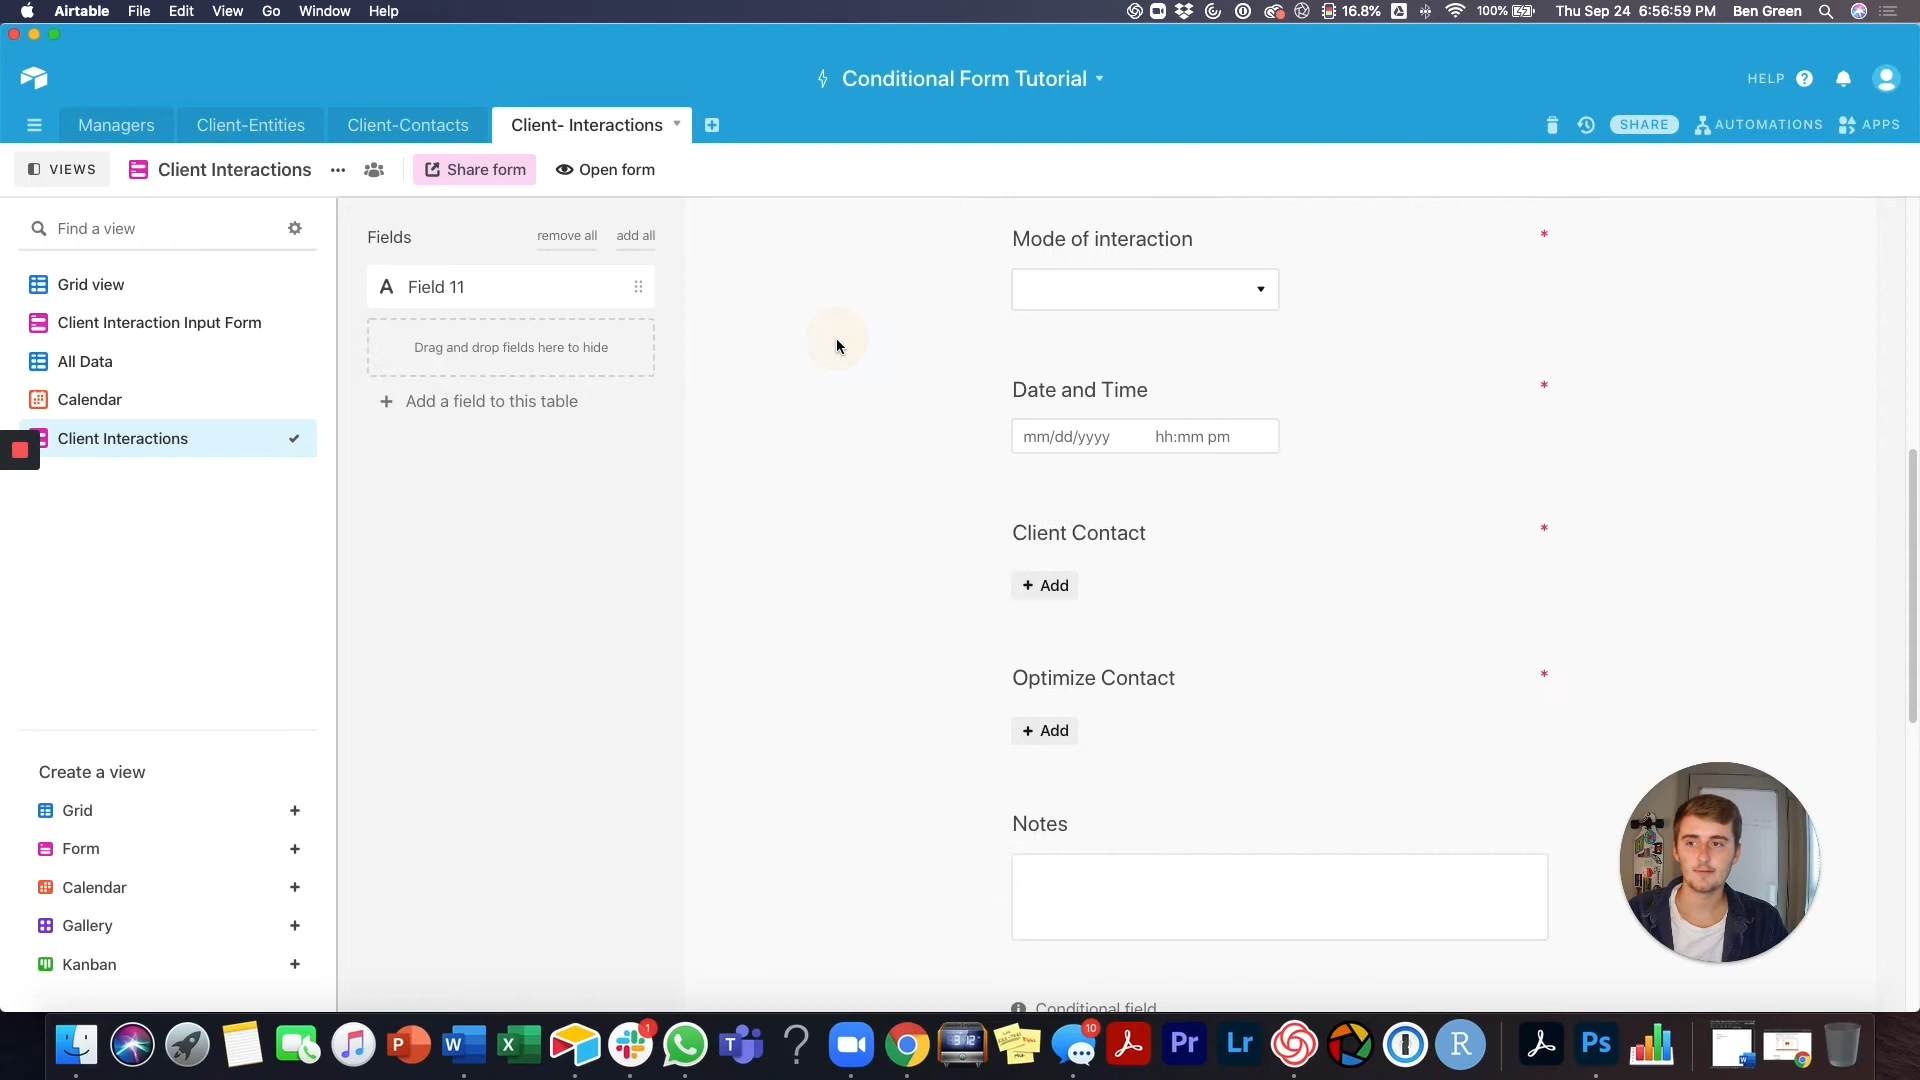 Airtable File Edit View Go Window Help
16.8% 100% Thu Sep 24 6:56:59 PM Ben Green
Conditional Form Tutorial
HELP
Managers Client-Entities Client-Contacts Client- Interactions
SHARE AUTOMATIONS APPS
VIEWS Client Interactions ... Share form Open form
Find a view
Grid view
Client Interaction Input Form
All Data
Calendar
Client Interactions
Create a view
Grid +
Form +
Calendar +
Gallery +
Kanban +
Fields remove all add all
A Field 11
Drag and drop fields here to hide
+ Add a field to this table
Mode of interaction *
Date and Time *
mm/dd/yyyy hh:mm pm
Client Contact *
+ Add
Optimize Contact *
+ Add
Notes
Conditional field
1
10
Pr
Lr
R
Ps